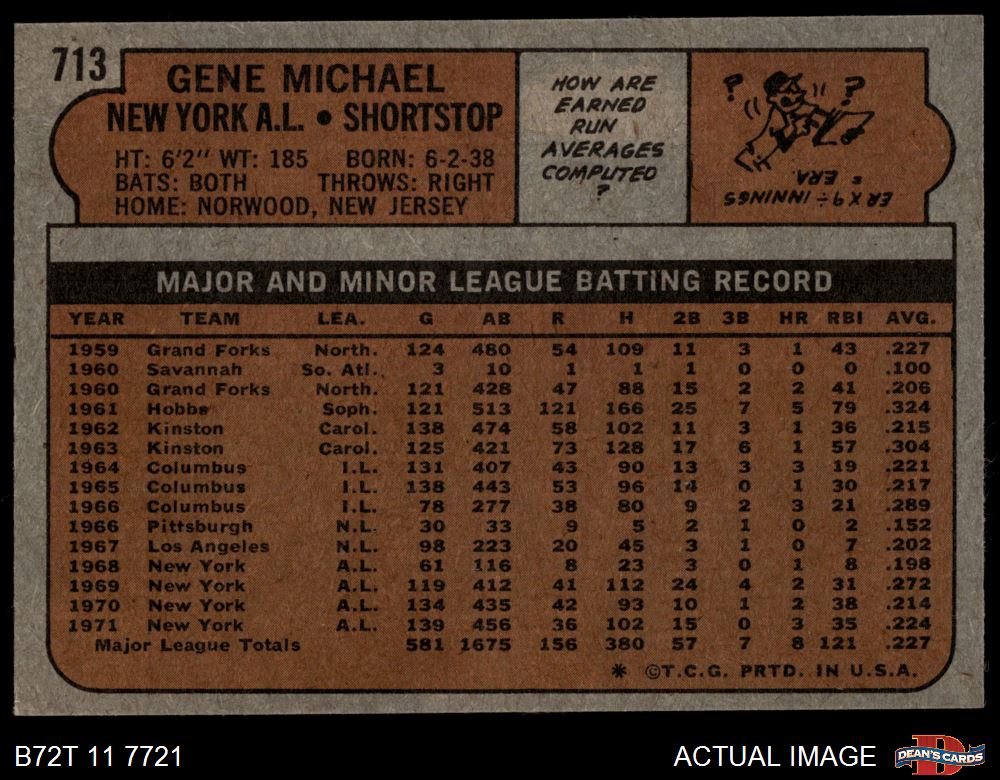 713
GENE MICHAEL
NEW YORK A.L. • SHORTSTOP
HT: 6'2" WT: 185 BORN: 6-2-38
BATS: BOTH THROWS: RIGHT
HOME: NORWOOD, NEW JERSEY
HOW ARE
EARNED
RUN
AVERAGES
COMPUTED
?
? ?
ER X 9 ÷ INNINGS
= ERA
MAJOR AND MINOR LEAGUE BATTING RECORD
YEAR TEAM LEA. G AB R H 2B 3B HR RBI AVG.
1959 Grand Forks North. 124 480 54 109 11 3 1 43 .227
1960 Savannah So. Atl. 3 10 1 1 1 0 0 0 .100
1960 Grand Forks North. 121 428 47 88 15 2 2 41 .206
1961 Hobbs Soph. 121 513 121 166 25 7 5 79 .324
1962 Kinston Carol. 138 474 58 102 11 3 1 36 .215
1963 Kinston Carol. 125 421 73 128 17 6 1 57 .304
1964 Columbus I.L. 131 407 43 90 13 3 3 19 .221
1965 Columbus I.L. 138 443 53 96 14 0 1 30 .217
1966 Columbus I.L. 78 277 38 80 9 2 3 21 .289
1966 Pittsburgh N.L. 30 33 9 5 2 1 0 2 .152
1967 Los Angeles N.L. 98 223 20 45 3 1 0 7 .202
1968 New York A.L. 61 116 8 23 3 0 1 8 .198
1969 New York A.L. 119 412 41 112 24 4 2 31 .272
1970 New York A.L. 134 435 42 93 10 1 2 38 .214
1971 New York A.L. 139 456 36 102 15 0 3 35 .224
Major League Totals 581 1675 156 380 57 7 8 121 .227
* ©T.C.G. PRTD. IN U.S.A.
B72T 11 7721
ACTUAL IMAGE
D
DEAN'S CARDS